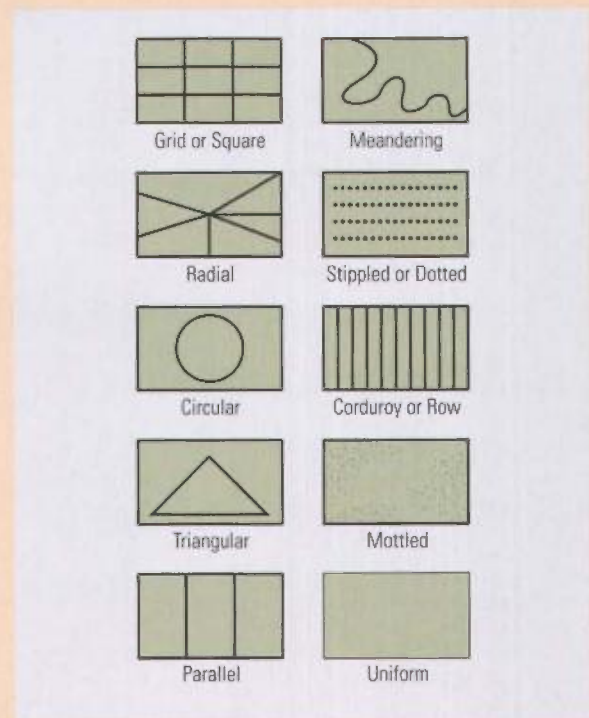 Grid or Square
Meandering
Radial
Stippled or Dotted
Circular
Corduroy or Row
Triangular
Mottled
Parallel
Uniform